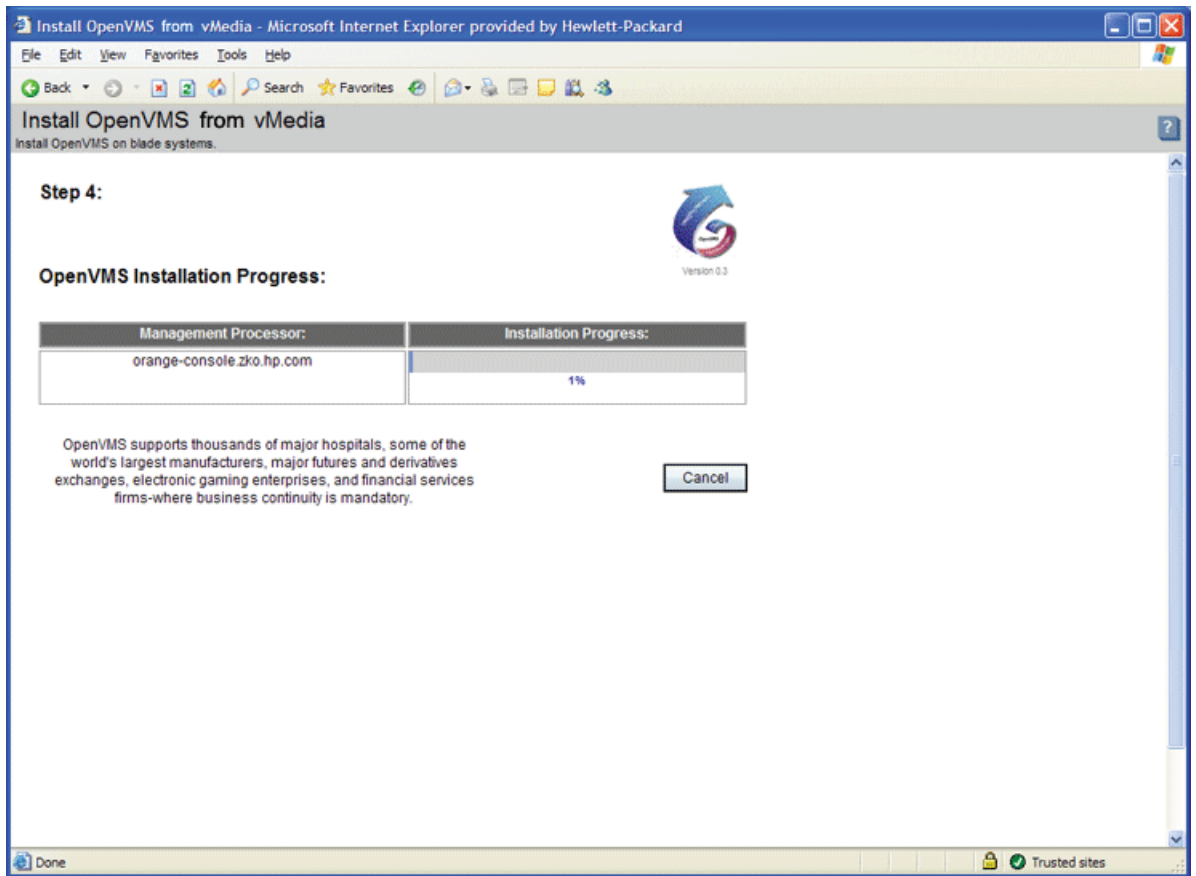 Install OpenVMS from vMedia - Microsoft Internet Explorer provided by Hewlett-Packard
File Edit View Favorites Tools Help
Back Search Favorites
Install OpenVMS from vMedia
Install OpenVMS on blade systems.
?
Step 4:
OpenVMS
Version 0.3
OpenVMS Installation Progress:
Management Processor: Installation Progress:
orange-console.zko.hp.com
1%
OpenVMS supports thousands of major hospitals, some of the
world's largest manufacturers, major futures and derivatives
exchanges, electronic gaming enterprises, and financial services
firms-where business continuity is mandatory.
Cancel
Done Trusted sites